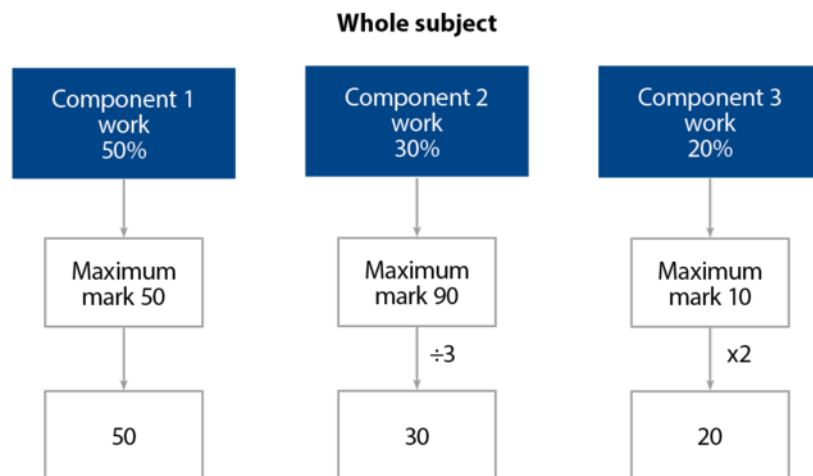 Whole subject
Component 1
work
50%
Component 2
work
30%
Component 3
work
20%
Maximum
mark 50
Maximum
mark 90
Maximum
mark 10
÷3
x2
50
30
20